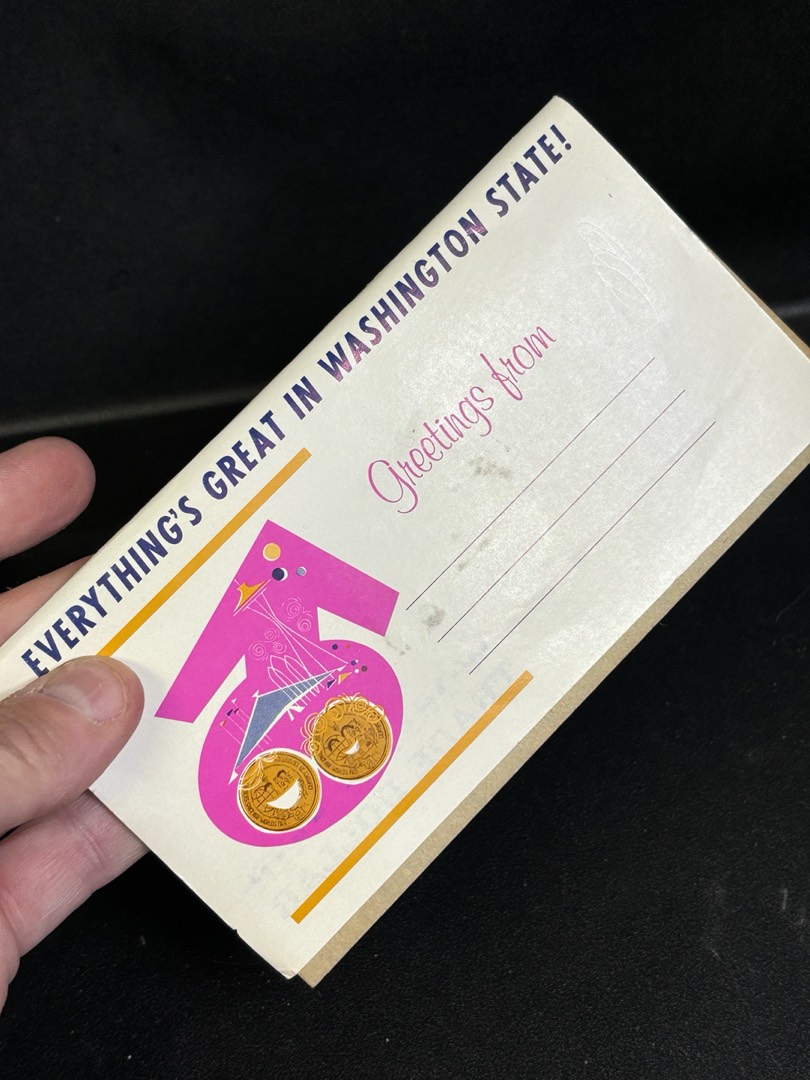 EVERYTHING'S GREAT IN WASHINGTON STATE!
Greetings from